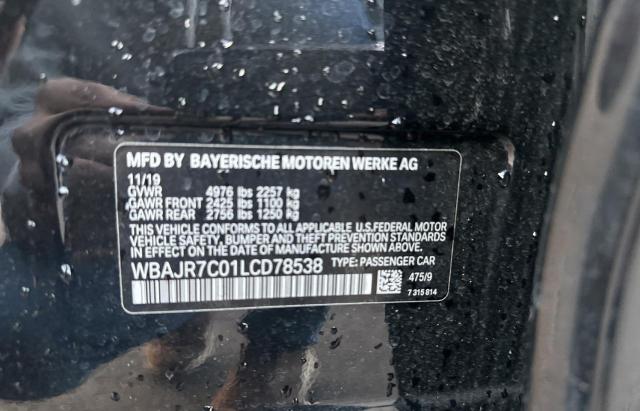 MFD BY BAYERISCHE MOTOREN WERKE AG
11/19
GVWR 4976 lbs 2257 kg
GAWR FRONT 2425 lbs 1100 kg
GAWR REAR 2756 lbs 1250 kg
THIS VEHICLE CONFORMS TO ALL APPLICABLE U.S.FEDERAL MOTOR
VEHICLE SAFETY, BUMPER AND THEFT PREVENTION STANDARDS
IN EFFECT ON THE DATE OF MANUFACTURE SHOWN ABOVE.
WBAJR7C01LCD78538 TYPE: PASSENGER CAR
475/9
7 315 814